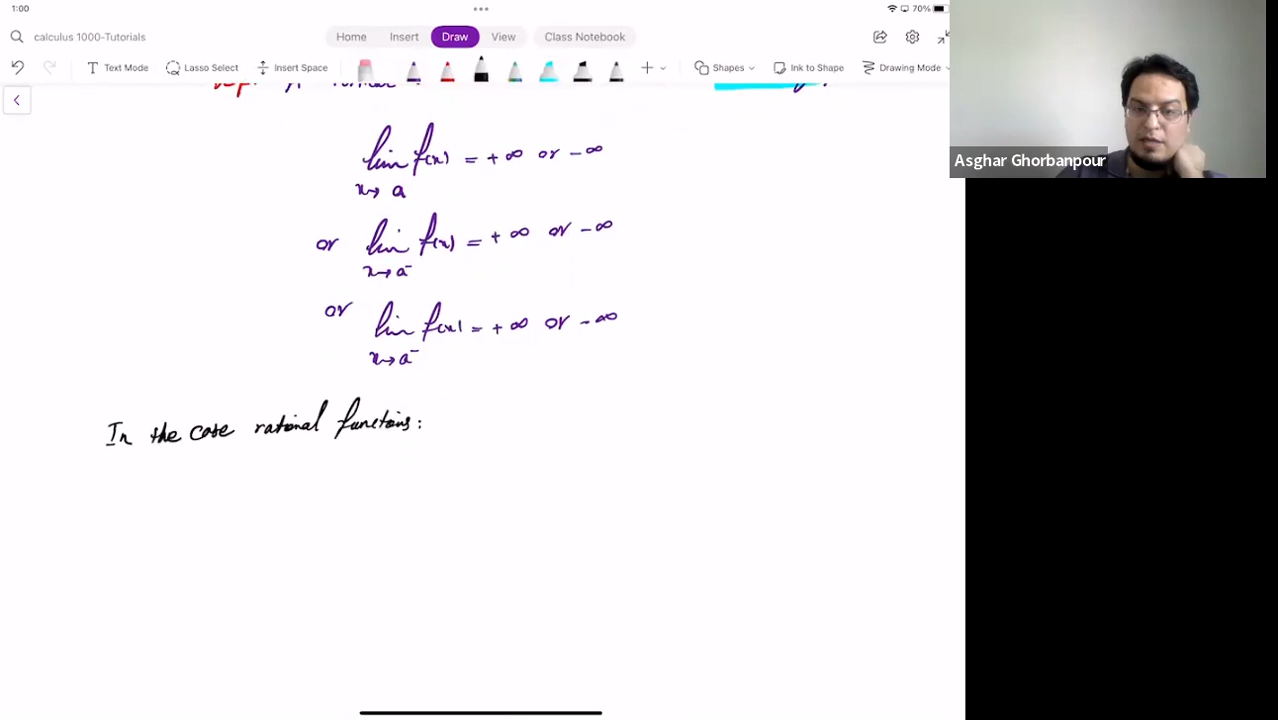 1:00
70%
calculus 1000-Tutorials
Home Insert Draw View Class Notebook
Text Mode Lasso Select Insert Space Shapes Ink to Shape Drawing Mode
Asghar Ghorbanpour
lim f(x) = +∞ or -∞
x→ a
or lim f(x) = +∞ or -∞
x→a⁻
or lim f(x) = +∞ or -∞
x→a⁻
In the case rational functions: